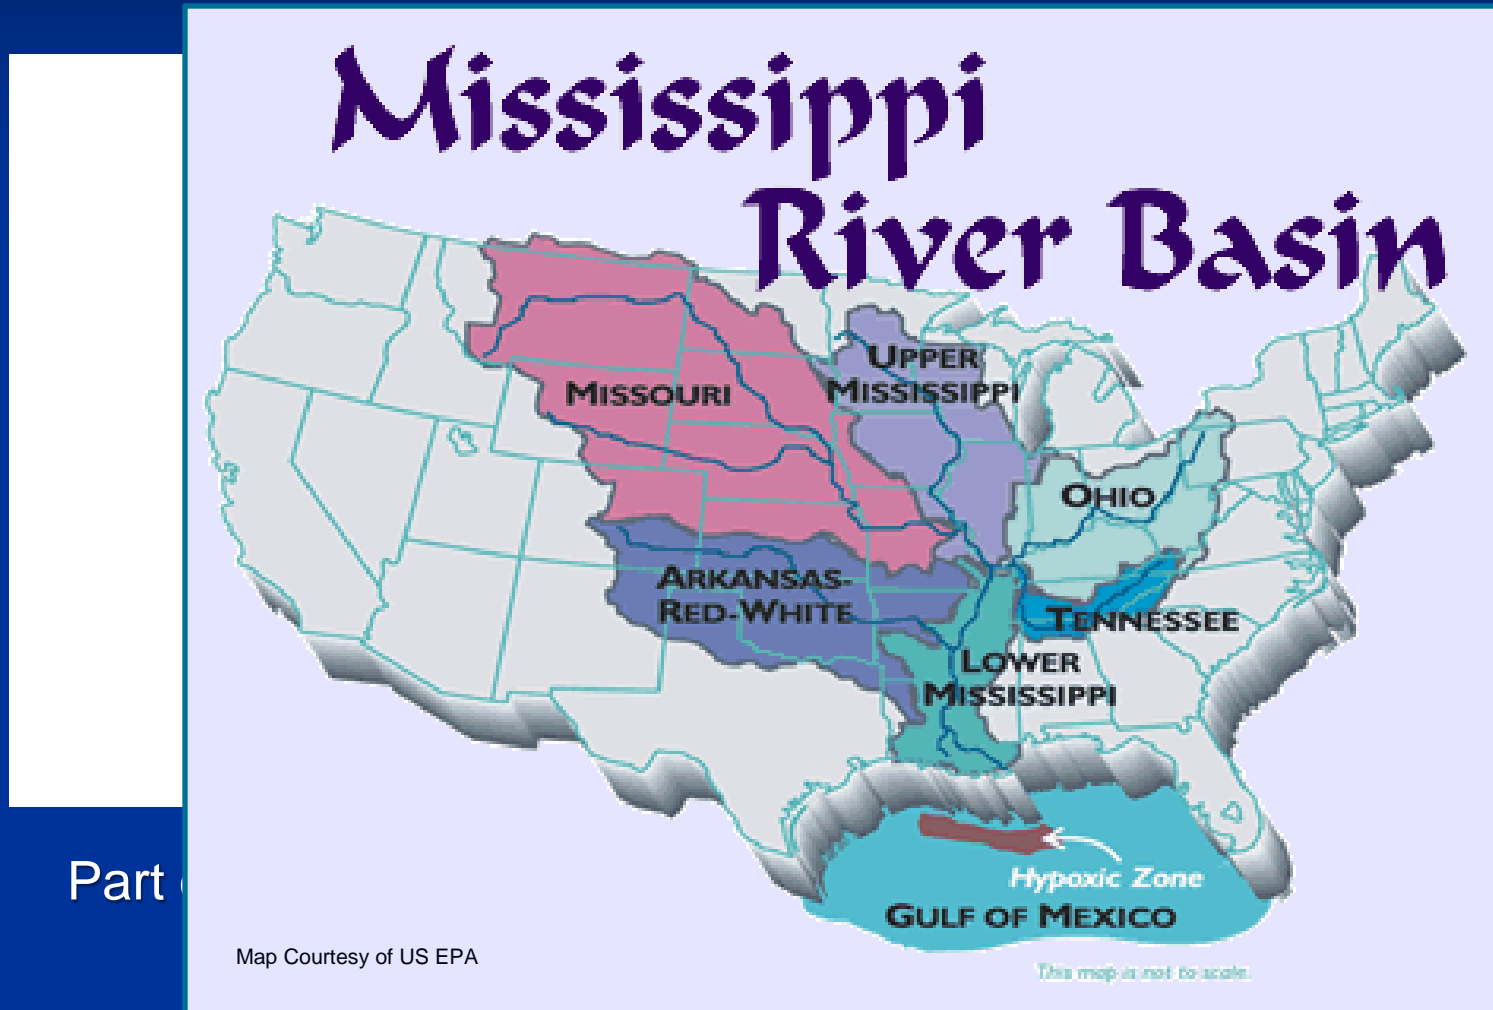 Mississippi
River Basin
UPPER
MISSISSIPPI
MISSOURI
OHIO
ARKANSAS-
RED-WHITE
TENNESSEE
LOWER
MISSISSIPPI
Hypoxic Zone
GULF OF MEXICO
Part
Map Courtesy of US EPA
This map is not to scale.